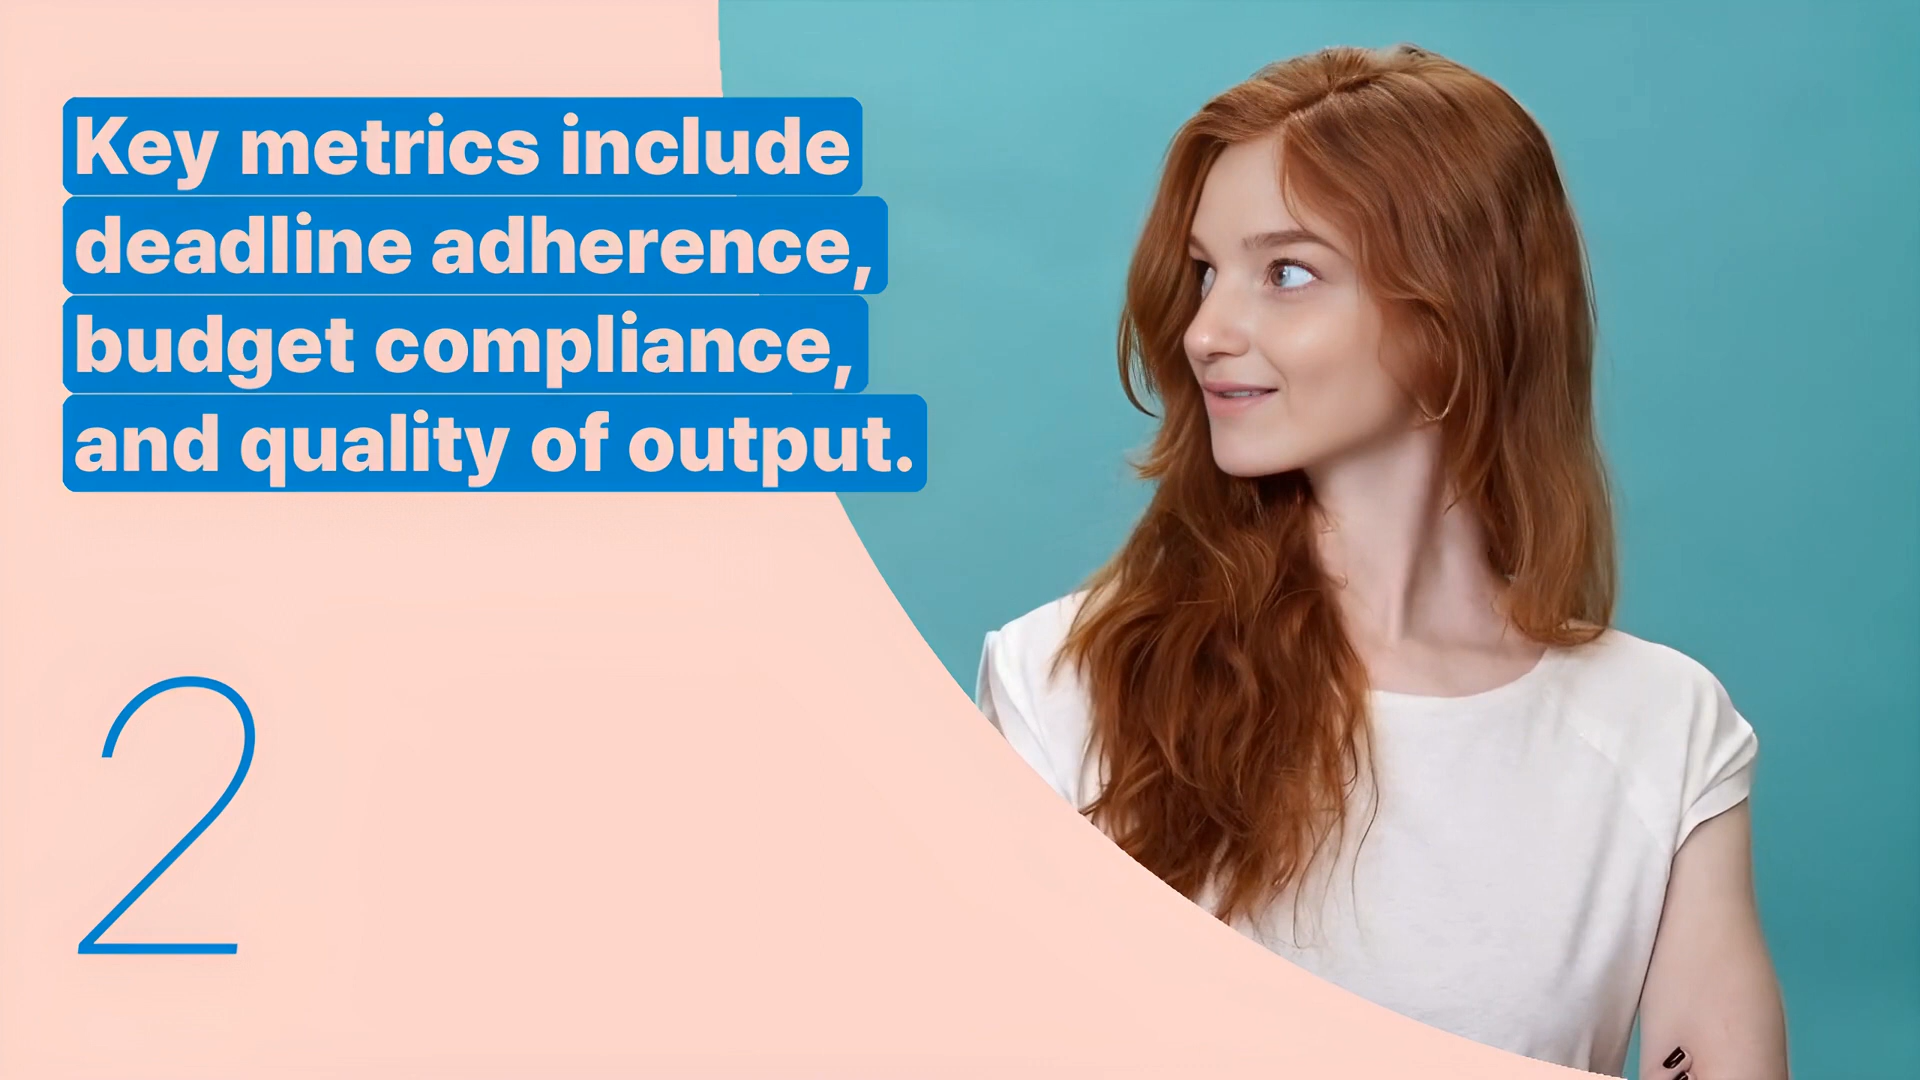 Key metrics include
deadline adherence,
budget compliance,
and quality of output.
2